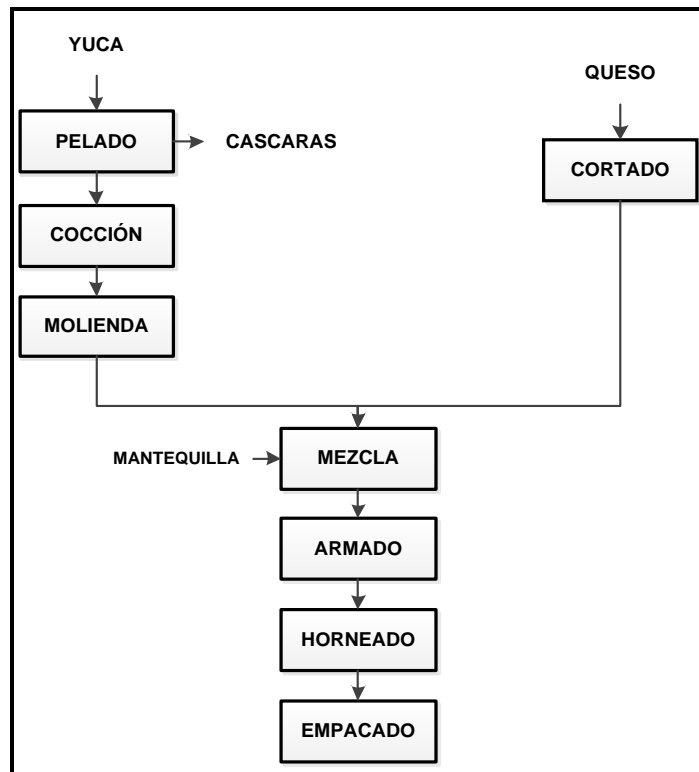 YUCA
PELADO
CASCARAS
COCCIÓN
MOLIENDA
QUESO
CORTADO
MANTEQUILLA
MEZCLA
ARMADO
HORNEADO
EMPACADO